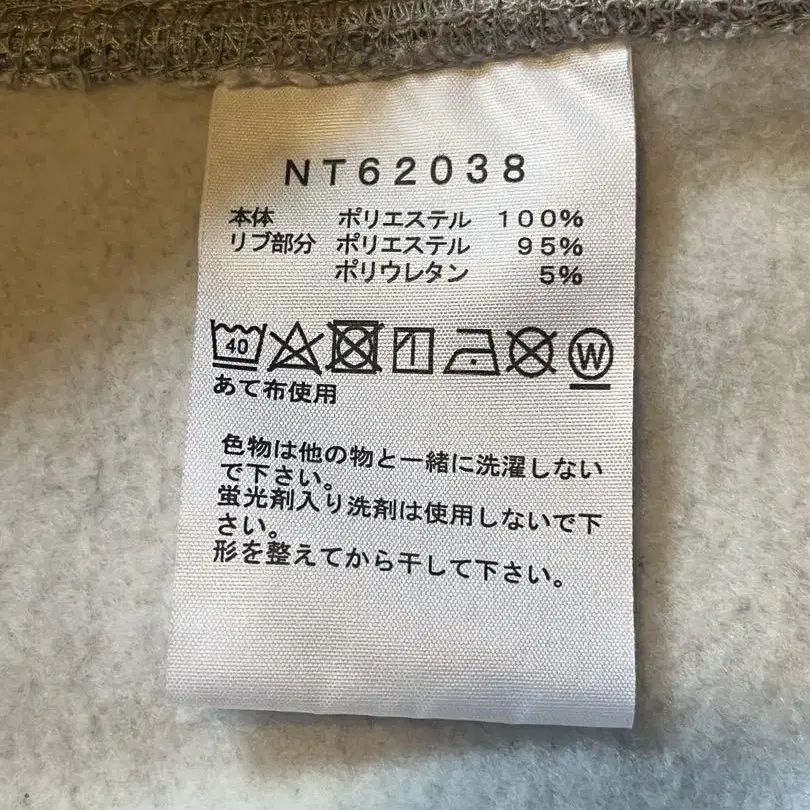 NT62038
本体 ポリエステル 100%
リブ部分 ポリエステル 95%
ポリウレタン 5%
40 W
あて布使用
色物は他の物と一緒に洗濯しない
で下さい。
蛍光剤入り洗剤は使用しないで下
さい。
形を整えてから干して下さい。